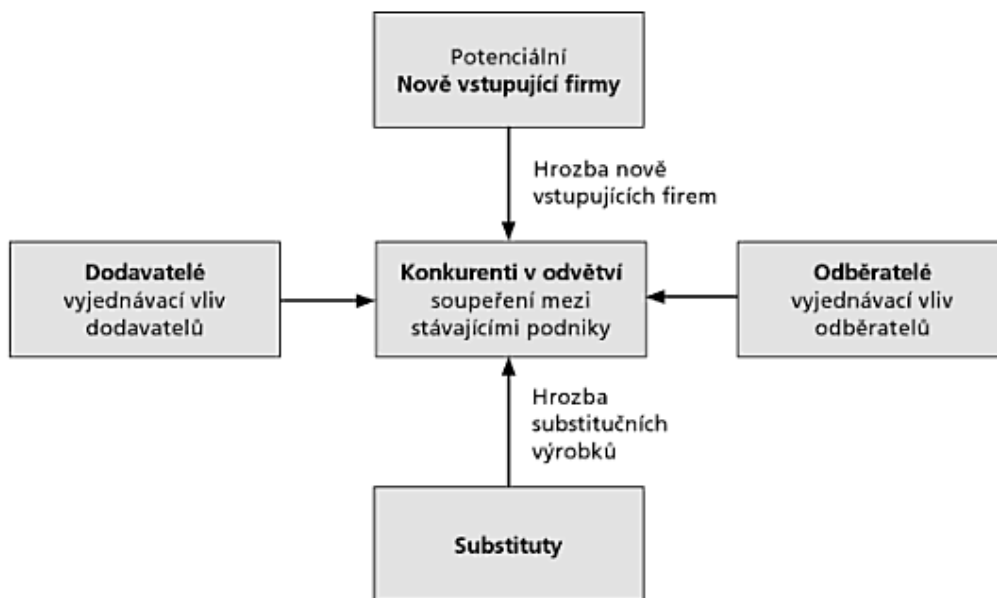 Potenciální
Nově vstupující firmy
Hrozba nově
vstupujících firem
Dodavatelé
vyjednávací vliv
dodavatelů
Konkurenti v odvětví
soupeření mezi
stávajícími podniky
Odběratelé
vyjednávací vliv
odběratelů
Hrozba
substitučních
výrobků
Substituty